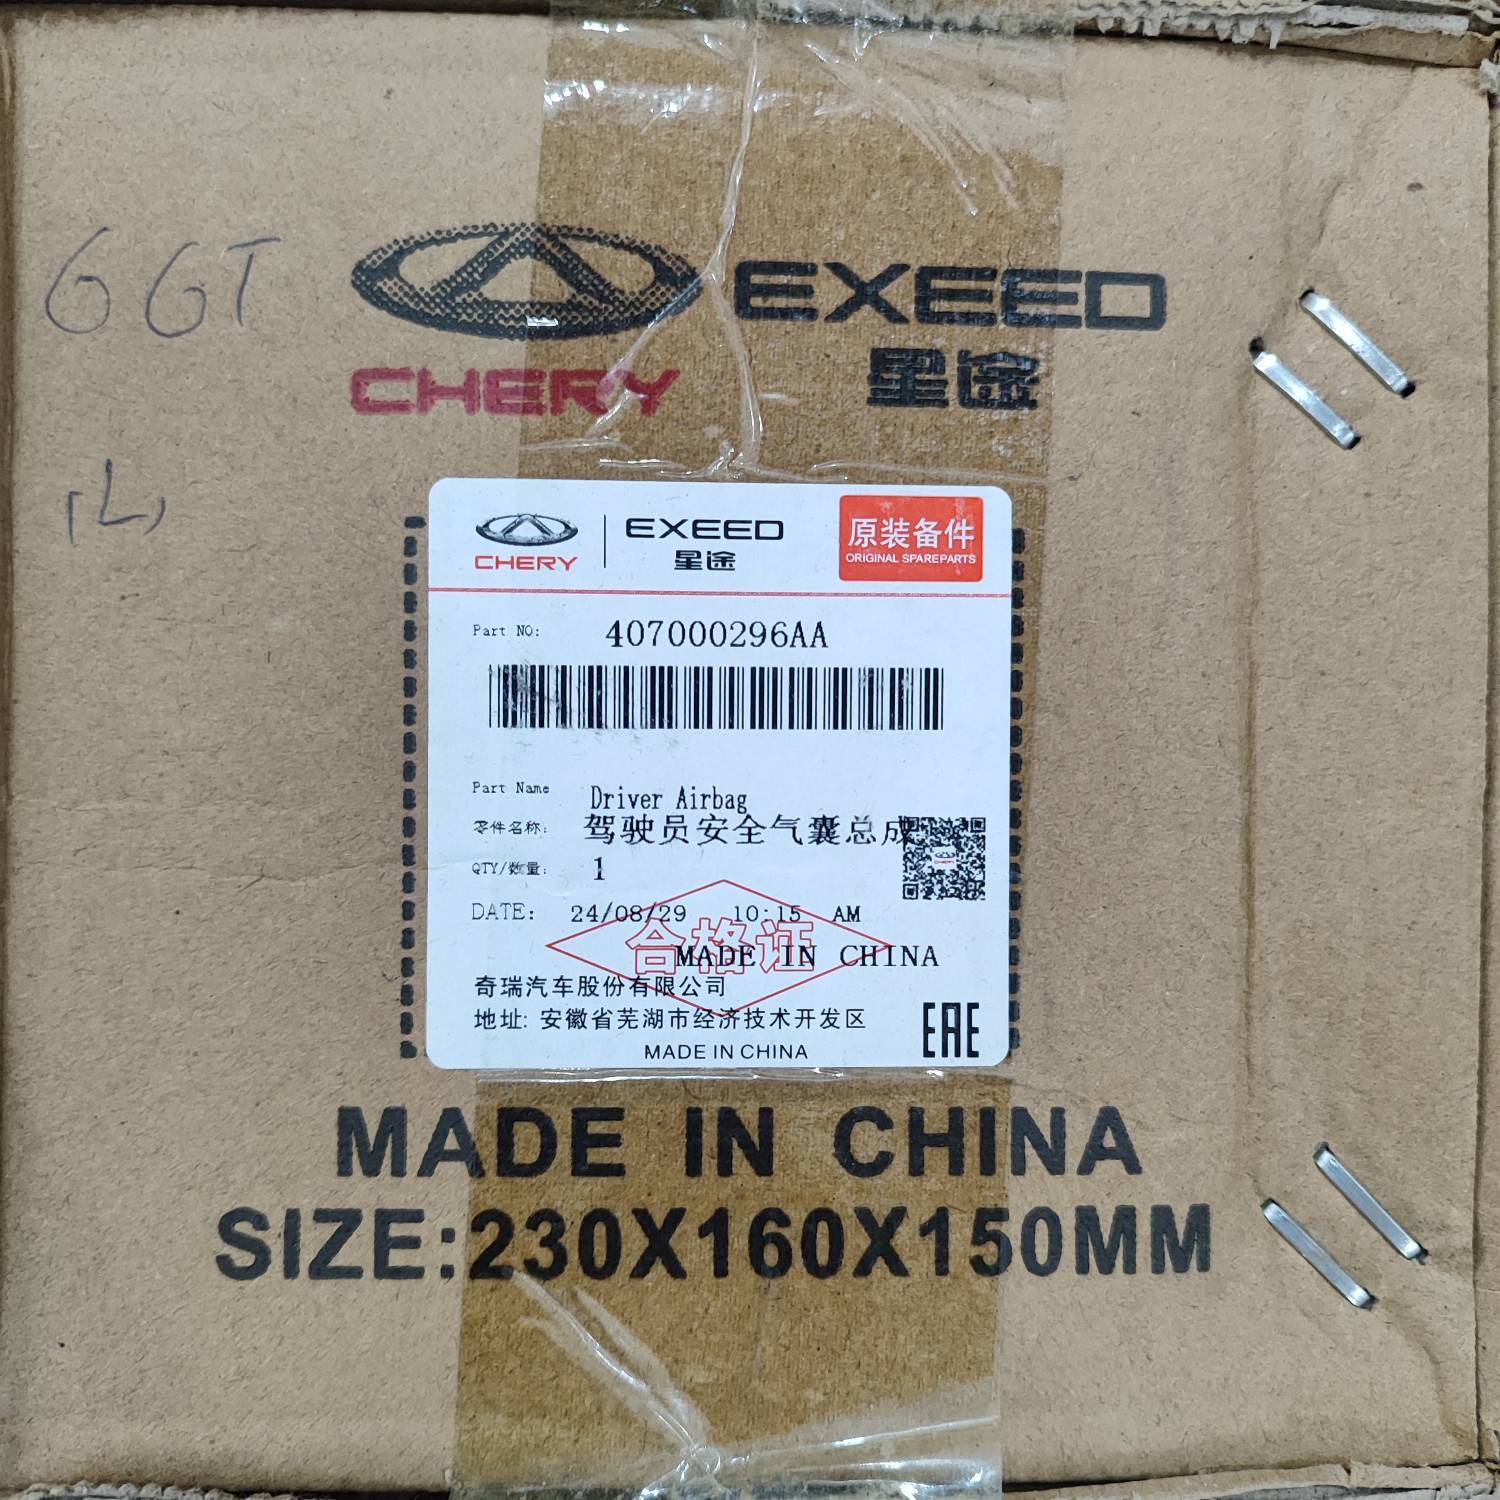 GGT
EXEED
CHERY
星途
CHERY
EXEED
星途
原装备件
ORIGINAL SPAREPARTS
Part NO: 407000296AA
Part Name Driver Airbag
零件名称: 驾驶员安全气囊总成
QTY/数量: 1
DATE: 24/08/29 10:15 AM
合格证
MADE IN CHINA
奇瑞汽车股份有限公司
地址: 安徽省芜湖市经济技术开发区
MADE IN CHINA
EAC
MADE IN CHINA
SIZE:230X160X150MM